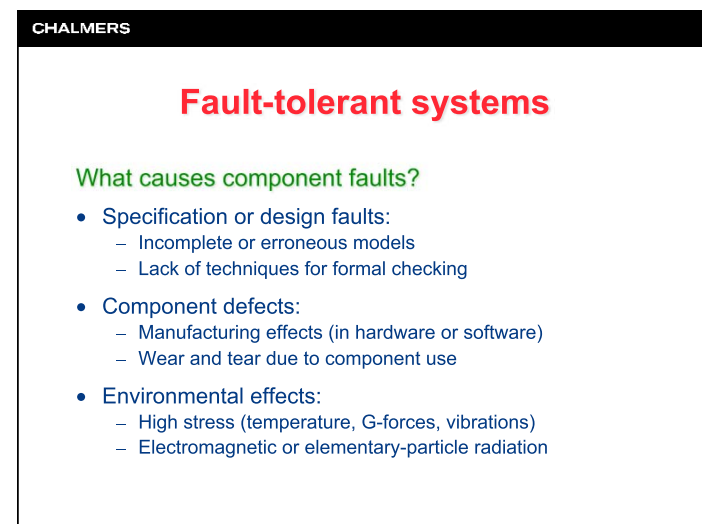 CHALMERS
Fault-tolerant systems
What causes component faults?
• Specification or design faults:
– Incomplete or erroneous models
– Lack of techniques for formal checking
• Component defects:
– Manufacturing effects (in hardware or software)
– Wear and tear due to component use
• Environmental effects:
– High stress (temperature, G-forces, vibrations)
– Electromagnetic or elementary-particle radiation